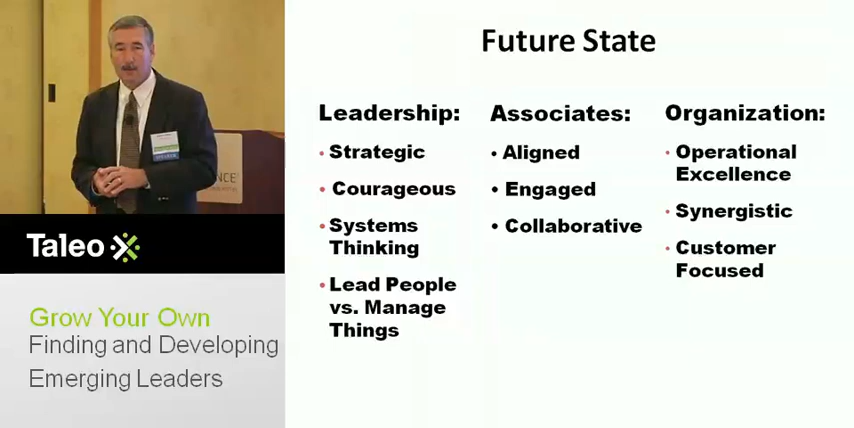 Future State
Leadership:
• Strategic
• Courageous
• Systems
Thinking
• Lead People
vs. Manage
Things
Associates:
• Aligned
• Engaged
• Collaborative
Organization:
• Operational
Excellence
• Synergistic
• Customer
Focused
Taleo
Grow Your Own
Finding and Developing
Emerging Leaders